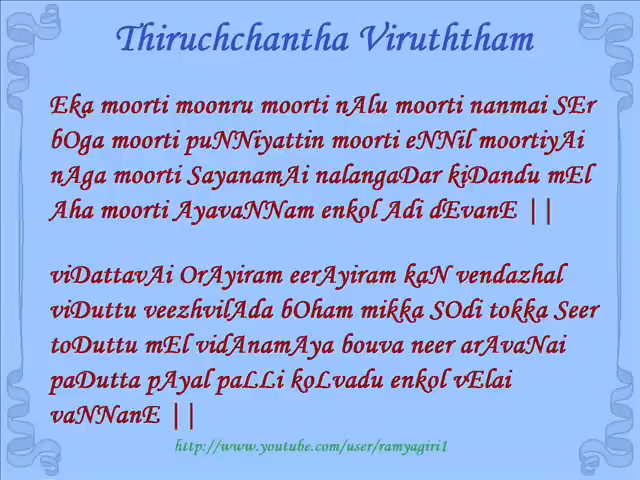 Thiruchchantha Viruththam
Eka moorti moonru moorti nAlu moorti nanmai SEr
bOga moorti puNNiyattin moorti eNNil moortiyAi
nAga moorti SayanamAi nalangaDar kiDandu mEl
Aha moorti AyavaNNam enkol Adi dEvanE ||
viDattavAi OrAyiram eerAyiram kaN vendazhal
viDuttu veezhvilAda bOham mikka SOdi tokka Seer
toDuttu mEl vidAnamAya bouva neer arAvaNai
paDutta pAyal paLLi koLvadu enkol vElai
vaNNanE ||
http://www.youtube.com/user/ramyagiri1